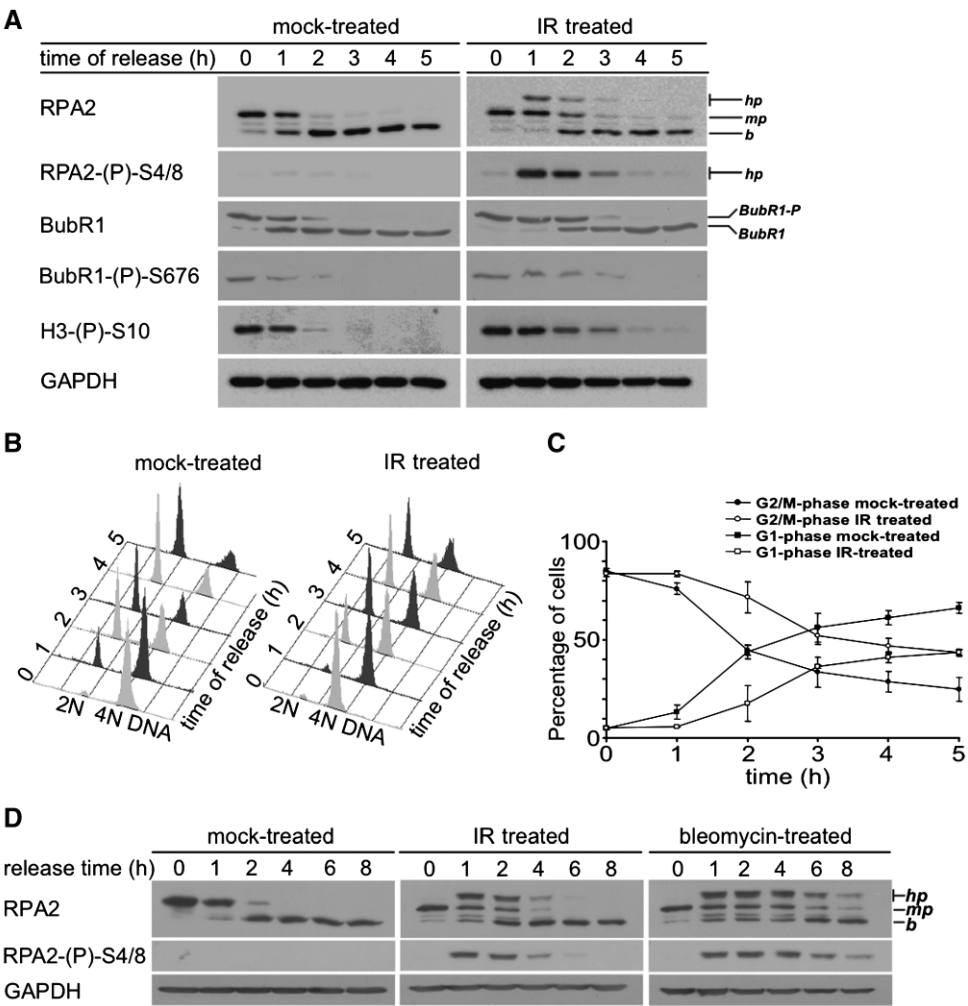 A
mock-treated IR treated
time of release (h) 0 1 2 3 4 5 0 1 2 3 4 5
RPA2 hp
mp
b
RPA2-(P)-S4/8 hp
BubR1 BubR1-P
BubR1
BubR1-(P)-S676
H3-(P)-S10
GAPDH
B
mock-treated IR treated
0 1 2 3 4 5
2N 4N DNA
time of release (h)
0 1 2 3 4 5
2N 4N DNA
time of release (h)
C
G2/M-phase mock-treated
G2/M-phase IR treated
G1-phase mock-treated
G1-phase IR-treated
Percentage of cells
100
50
0
0 1 2 3 4 5
time (h)
D
mock-treated IR treated bleomycin-treated
release time (h) 0 1 2 4 6 8 0 1 2 4 6 8 0 1 2 4 6 8
RPA2 hp
mp
b
RPA2-(P)-S4/8
GAPDH